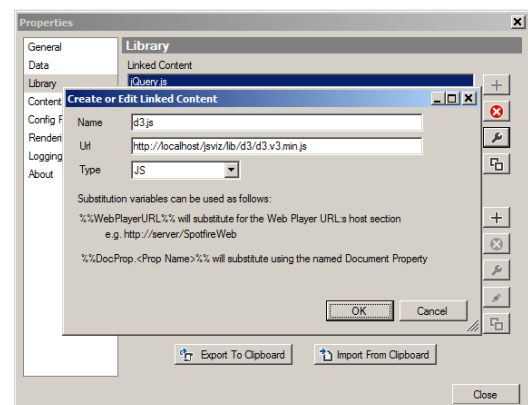 Properties
General
Data
Library
Content
Config F
Renderi
Logging
About
Library
Linked Content
jQuery.js
Create or Edit Linked Content
Name
d3.js
Url
http://localhost/jsviz/lib/d3/d3.v3.min.js
Type
JS
Substitution variables can be used as follows:
%%WebPlayerURL%% will substitute for the Web Player URL:s host section
e.g. http://server/SpotfireWeb
%%DocProp.<Prop Name>%% will substitute using the named Document Property
OK
Cancel
Export To Clipboard
Import From Clipboard
Close